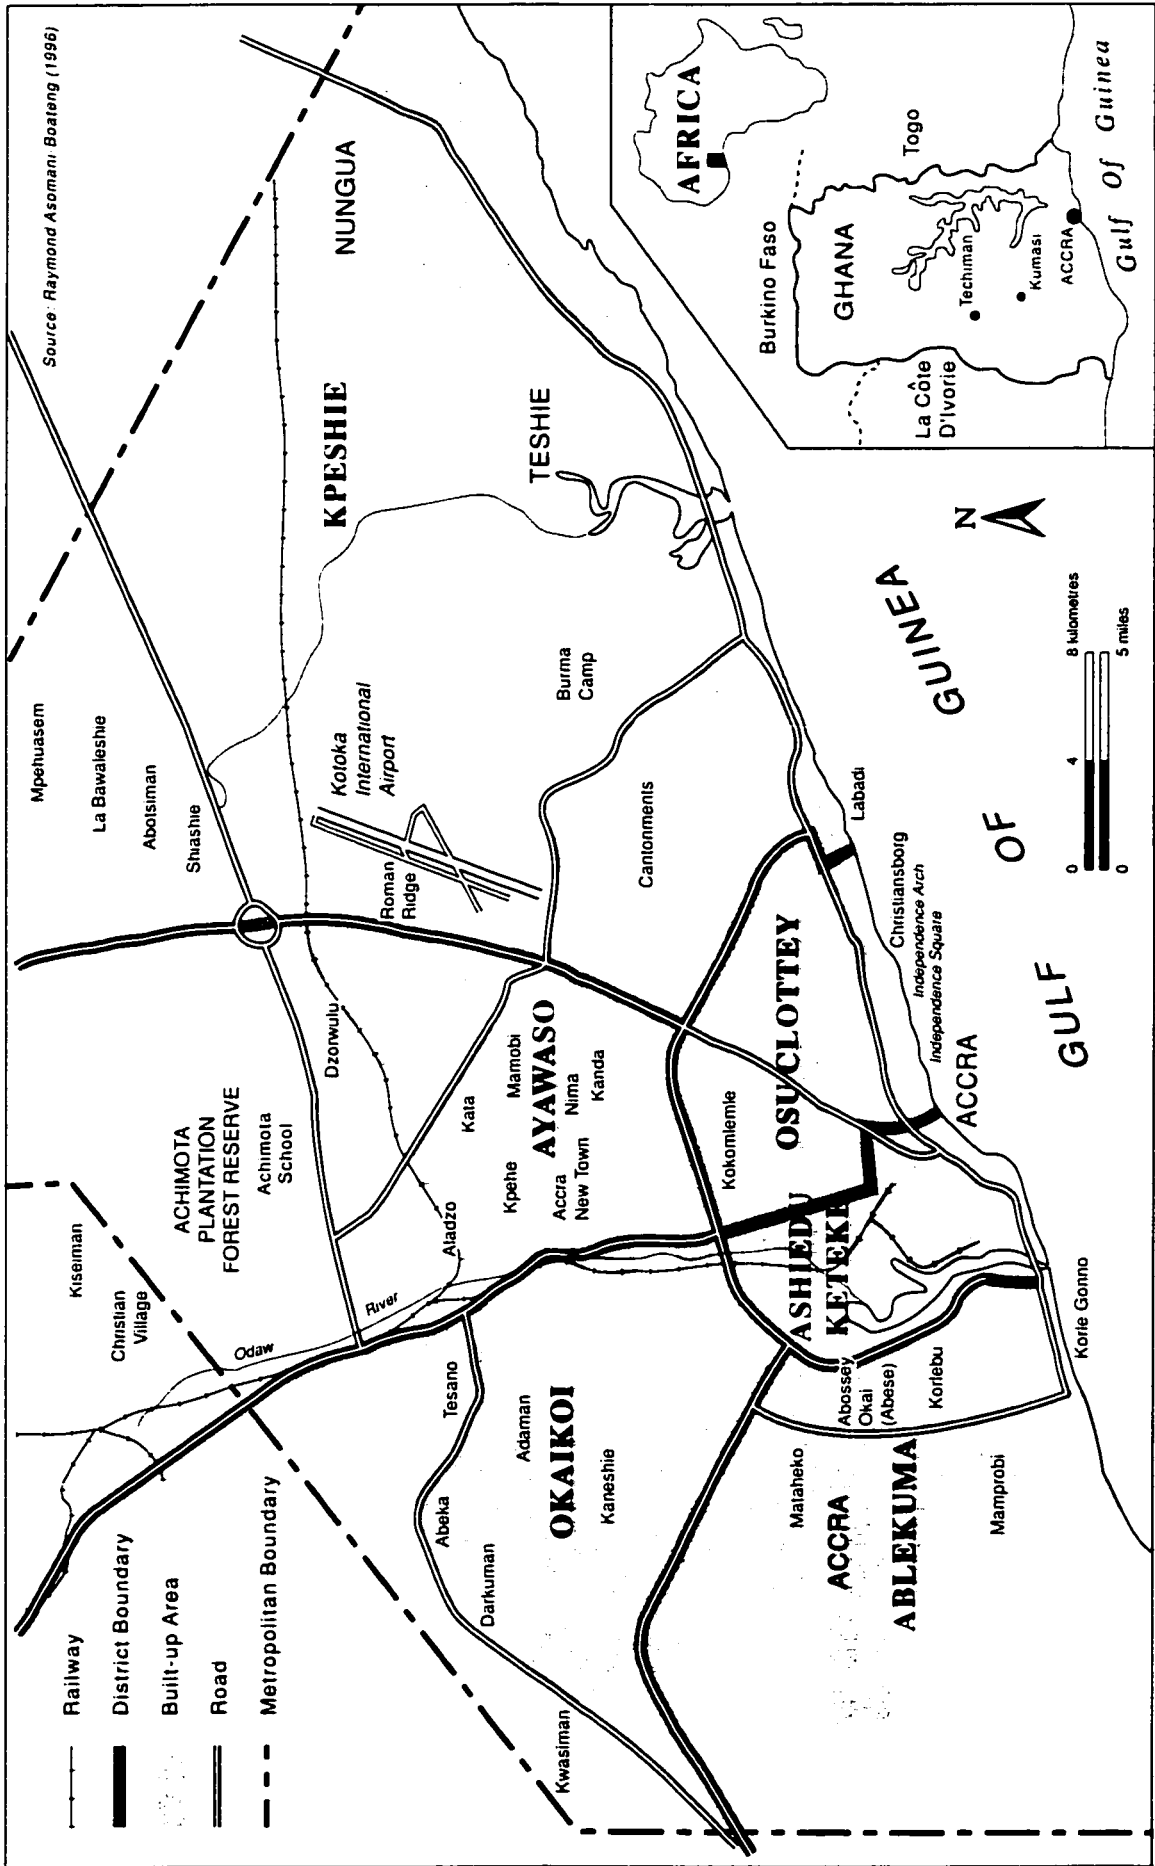 Source: Raymond Asomani-Boateng (1996)
Railway
District Boundary
Built-up Area
Road
Metropolitan Boundary
Kiseiman
Christian
Village
Odaw
River
ACHIMOTA
PLANTATION
FOREST RESERVE
Achimota
School
Mpehuasem
La Bawaleshie
Abotsiman
Shiashie
Dzorwulu
Aladzo
KPESHIE
NUNGUA
TESHIE
Kotoka
International
Airport
Roman
Ridge
Burma
Camp
Cantonments
Kata
Mamobi
AYAWASO
Nima
Kanda
Kpehe
Accra
New Town
Tesano
Abeka
Adaman
Darkuman
OKAIKOI
Kaneshie
Kwasiman
Kokomlemle
OSUCLOTTEY
ASHIEDU
KETEKE
Abossey
Okai
(Abese)
Korlebu
Mataheko
ACCRA
ABLEKUMA
Mamprobi
Korle Gonno
ACCRA
Labadi
Christiansborg
Independence Arch
Independence Square
GULF
OF
GUINEA
N
0
4
8 kilometres
0
5 miles
AFRICA
Burkino Faso
GHANA
Togo
La Côte
D'Ivorie
Techiman
Kumasi
ACCRA
Gulf Of Guinea